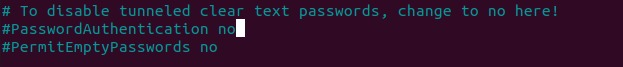 # To disable tunneled clear text passwords, change to no here!
#PasswordAuthentication no
#PermitEmptyPasswords no